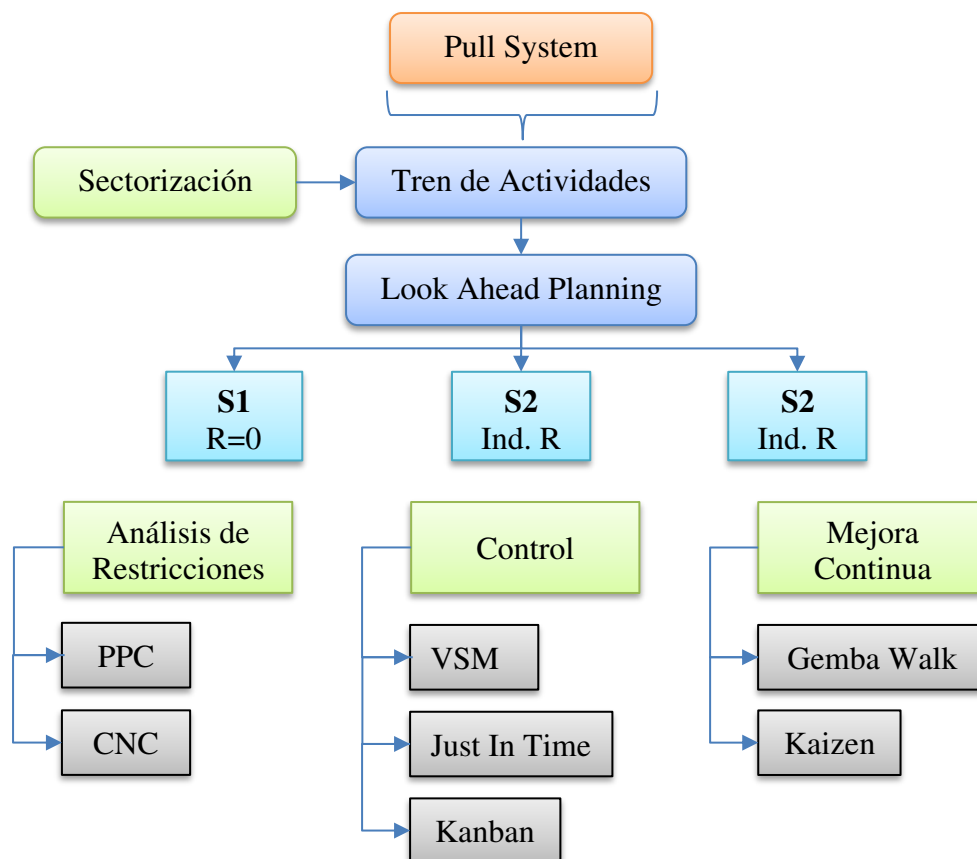 Pull System
Sectorización
Tren de Actividades
Look Ahead Planning
S1
R=0
S2
Ind. R
S2
Ind. R
Análisis de
Restricciones
PPC
CNC
Control
VSM
Just In Time
Kanban
Mejora
Continua
Gemba Walk
Kaizen